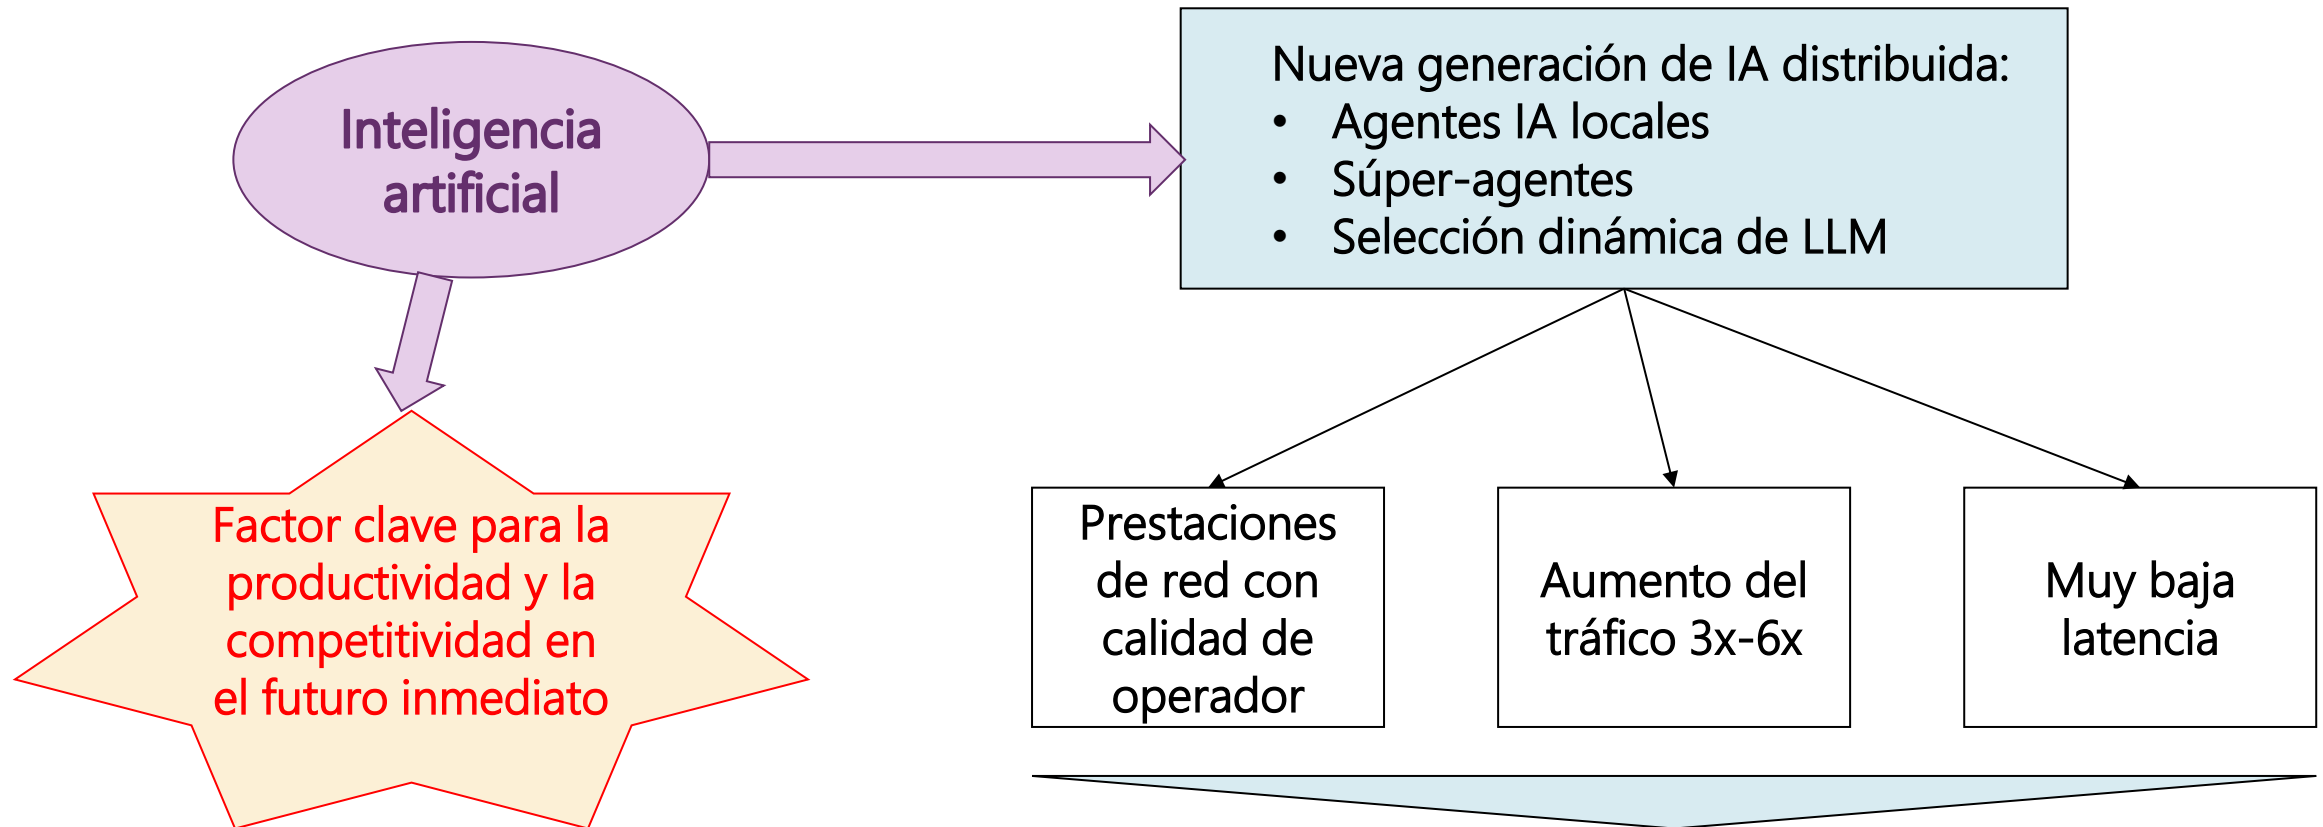 Inteligencia
artificial
Nueva generación de IA distribuida:
• Agentes IA locales
• Súper-agentes
• Selección dinámica de LLM
Factor clave para la
productividad y la
competitividad en
el futuro inmediato
Prestaciones
de red con
calidad de
operador
Aumento del
tráfico 3x-6x
Muy baja
latencia